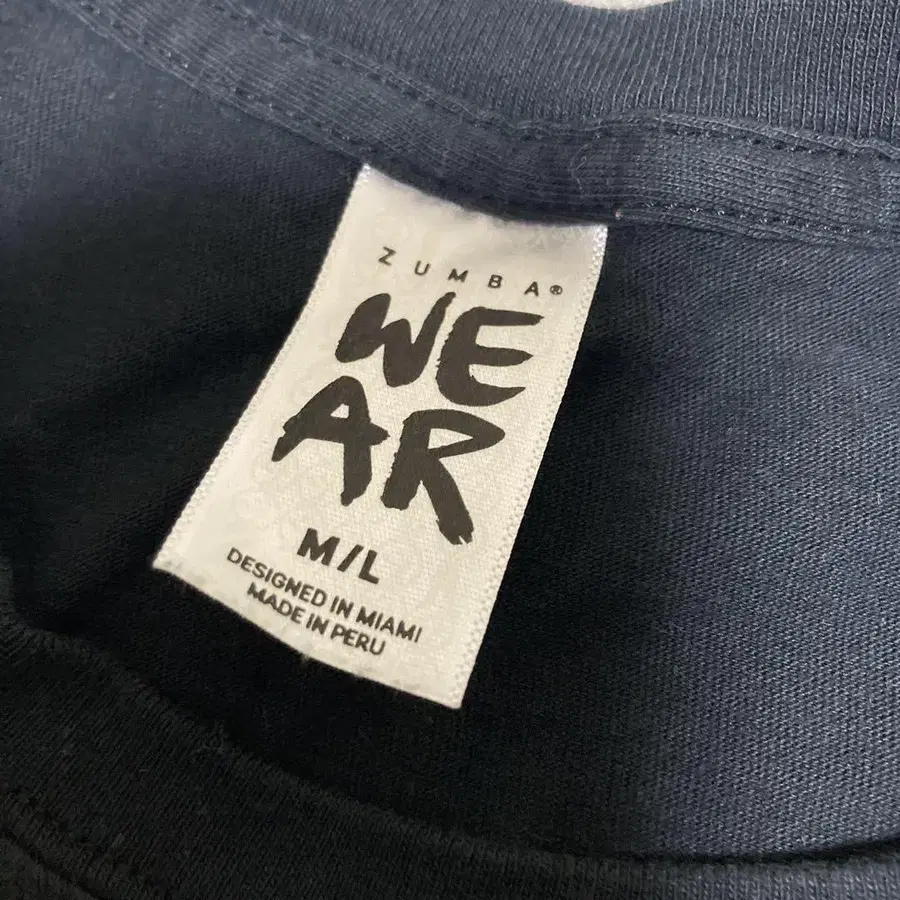 ZUMBA®
WE
AR
M/L
DESIGNED IN MIAMI
MADE IN PERU